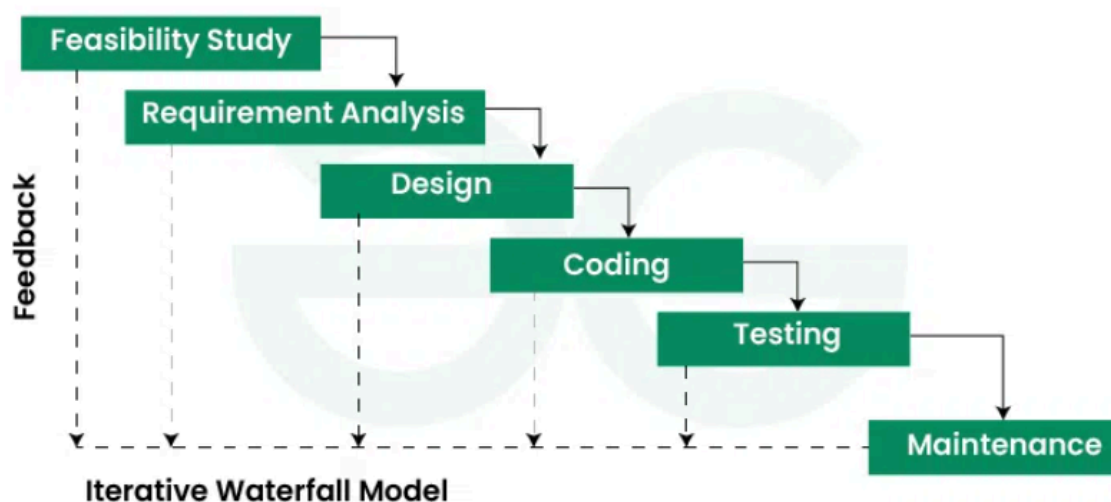 Feasibility Study
Requirement Analysis
Design
Coding
Testing
Maintenance
Feedback
Iterative Waterfall Model